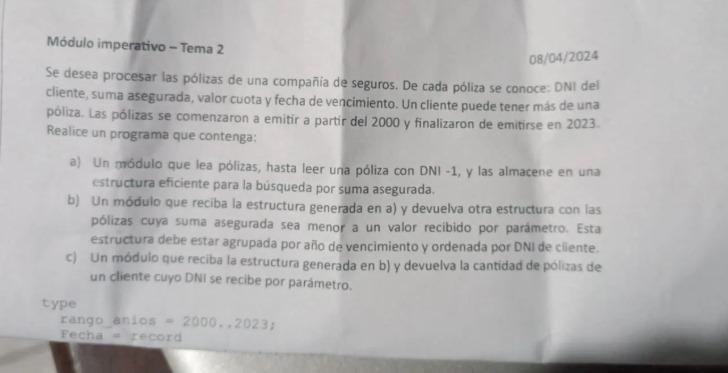 Módulo imperativo – Tema 2
08/04/2024
Se desea procesar las pólizas de una compañía de seguros. De cada póliza se conoce: DNI del
cliente, suma asegurada, valor cuota y fecha de vencimiento. Un cliente puede tener más de una
póliza. Las pólizas se comenzaron a emitir a partir del 2000 y finalizaron de emitirse en 2023.
Realice un programa que contenga:
a) Un módulo que lea pólizas, hasta leer una póliza con DNI -1, y las almacene en una
estructura eficiente para la búsqueda por suma asegurada.
b) Un módulo que reciba la estructura generada en a) y devuelva otra estructura con las
pólizas cuya suma asegurada sea menor a un valor recibido por parámetro. Esta
estructura debe estar agrupada por año de vencimiento y ordenada por DNI de cliente.
c) Un módulo que reciba la estructura generada en b) y devuelva la cantidad de pólizas de
un cliente cuyo DNI se recibe por parámetro.
type
rango_anios = 2000..2023;
Fecha = record